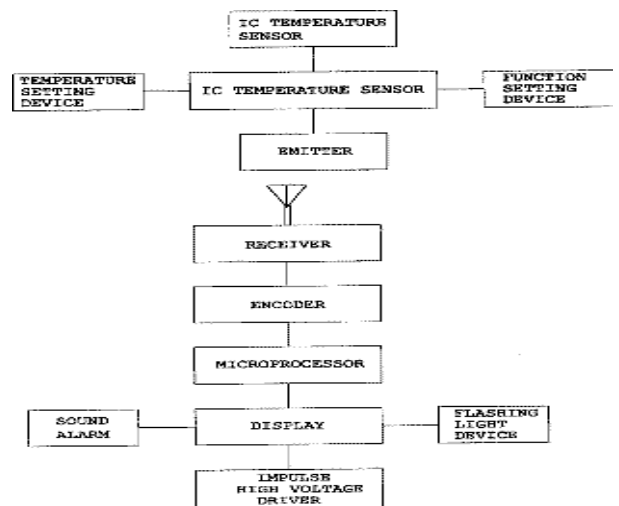 IC TEMPERATURE
SENSOR
TEMPERATURE
SETTING
DEVICE
IC TEMPERATURE SENSOR
FUNCTION
SETTING
DEVICE
EMITTER
RECEIVER
ENCODER
MICROPROCESSOR
SOUND
ALARM
DISPLAY
FLASHING
LIGHT
DEVICE
IMPULSE
HIGH VOLTAGE
DRIVER